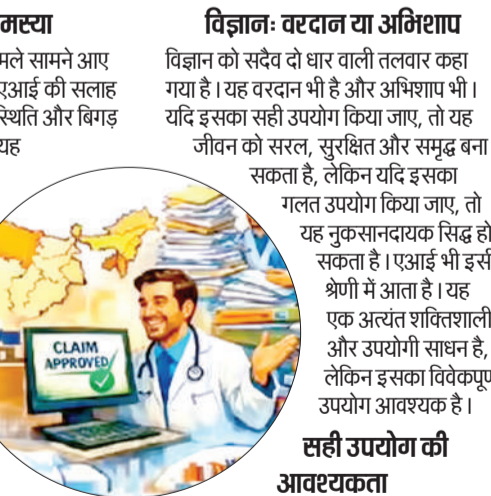 मस्या
मले सामने आए
एआई की सलाह
स्थिति और बिगड़
यह
विज्ञानः वरदान या अभिशाप
विज्ञान को सदैव दो धार वाली तलवार कहा
गया है। यह वरदान भी है और अभिशाप भी।
यदि इसका सही उपयोग किया जाए, तो यह
जीवन को सरल, सुरक्षित और समृद्ध बना
सकता है, लेकिन यदि इसका
गलत उपयोग किया जाए, तो
यह नुकसानदायक सिद्ध हो
सकता है। एआई भी इसी
श्रेणी में आता है। यह
एक अत्यंत शक्तिशाली
और उपयोगी साधन है,
लेकिन इसका विवेकपूर्ण
उपयोग आवश्यक है।
CLAIM
APPROVED
सही उपयोग की
आवश्यकता